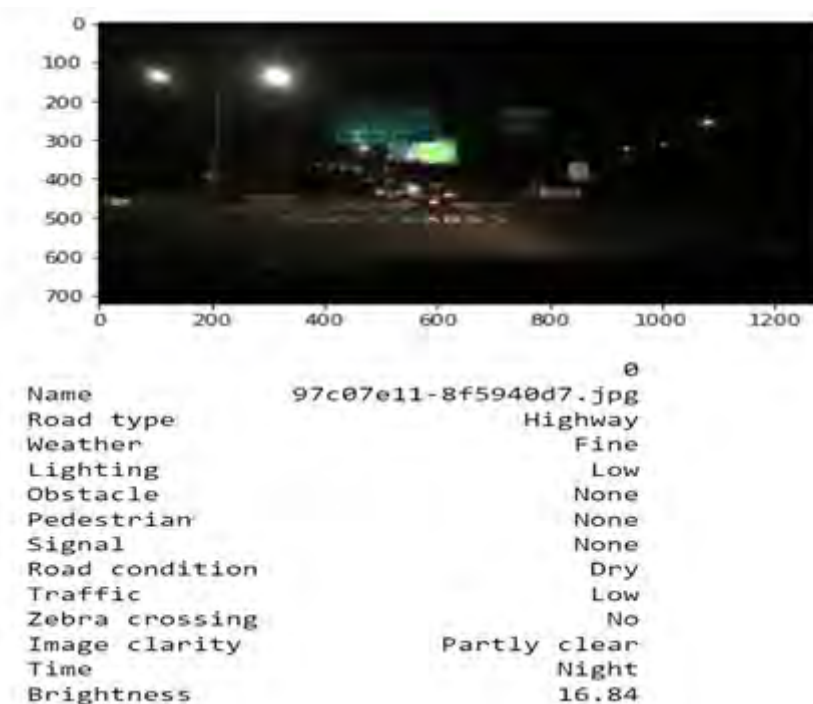 0
100
200
300
400
500
600
700
0 200 400 600 800 1000 1200
0
Name 97c07e11-8f5940d7.jpg
Road type Highway
Weather Fine
Lighting Low
Obstacle None
Pedestrian None
Signal None
Road condition Dry
Traffic Low
Zebra crossing No
Image clarity Partly clear
Time Night
Brightness 16.84